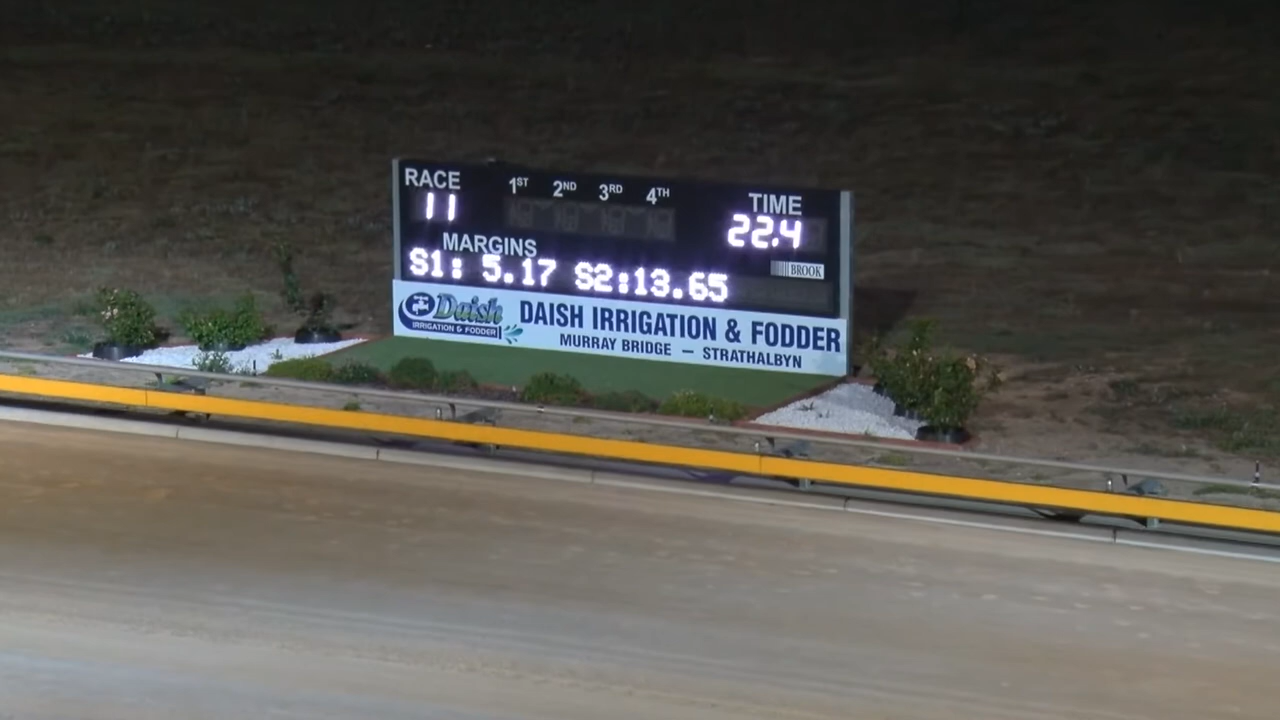 RACE 1ST 2ND 3RD 4TH TIME
11 22.4
MARGINS
BROOK
S1: 5.17 S2:13.65
Daish
IRRIGATION & FODDER
DAISH IRRIGATION & FODDER
MURRAY BRIDGE — STRATHALBYN